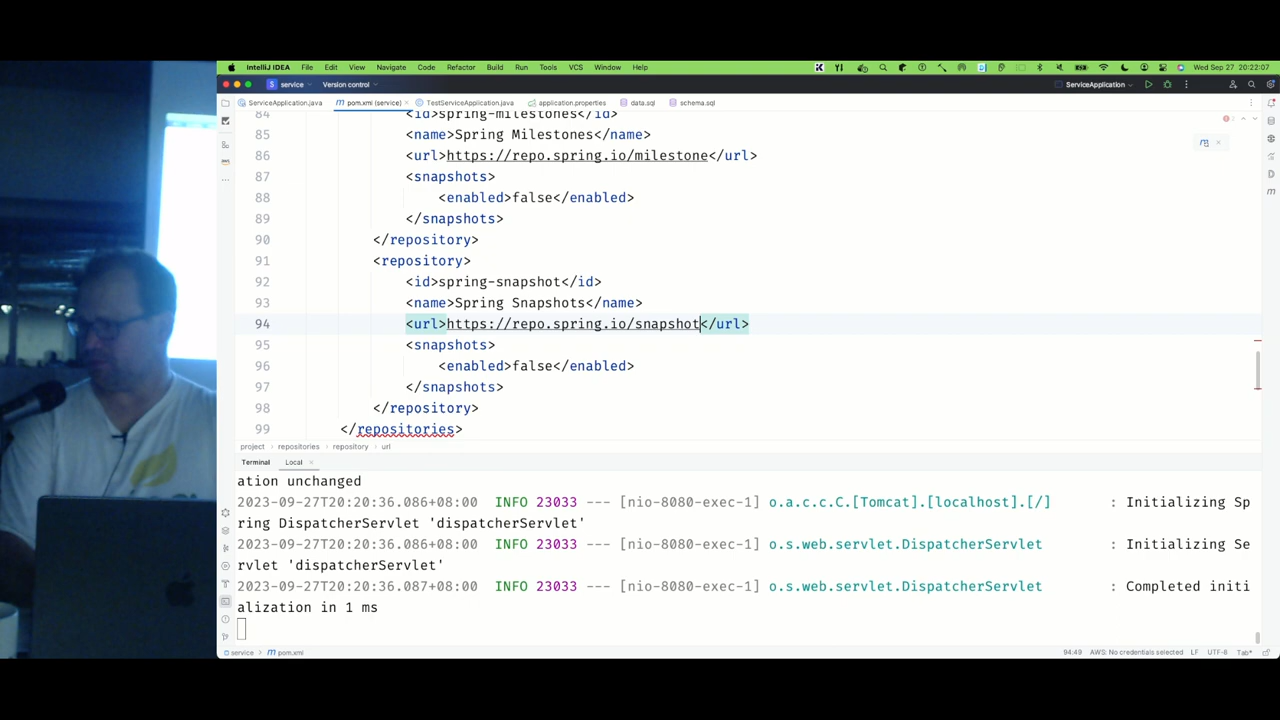 IntelliJ IDEA File Edit View Navigate Code Refactor Build Run Tools VCS Window Help Wed Sep 27 20:22:07
service Version control ServiceApplication
ServiceApplication.java pom.xml (service) TestServiceApplication.java application.properties data.sql schema.sql
84 <id>spring-milestones</id>
85 <name>Spring Milestones</name>
86 <url>https://repo.spring.io/milestone</url>
87 <snapshots>
88 <enabled>false</enabled>
89 </snapshots>
90 </repository>
91 <repository>
92 <id>spring-snapshot</id>
93 <name>Spring Snapshots</name>
94 <url>https://repo.spring.io/snapshot</url>
95 <snapshots>
96 <enabled>false</enabled>
97 </snapshots>
98 </repository>
99 </repositories>
project › repositories › repository › url
Terminal Local
ation unchanged
2023-09-27T20:20:36.086+08:00 INFO 23033 --- [nio-8080-exec-1] o.a.c.c.C.[Tomcat].[localhost].[/] : Initializing Sp
ring DispatcherServlet 'dispatcherServlet'
2023-09-27T20:20:36.086+08:00 INFO 23033 --- [nio-8080-exec-1] o.s.web.servlet.DispatcherServlet : Initializing Se
rvlet 'dispatcherServlet'
2023-09-27T20:20:36.087+08:00 INFO 23033 --- [nio-8080-exec-1] o.s.web.servlet.DispatcherServlet : Completed initi
alization in 1 ms
service › pom.xml 94:49 AWS: No credentials selected LF UTF-8 Tab*